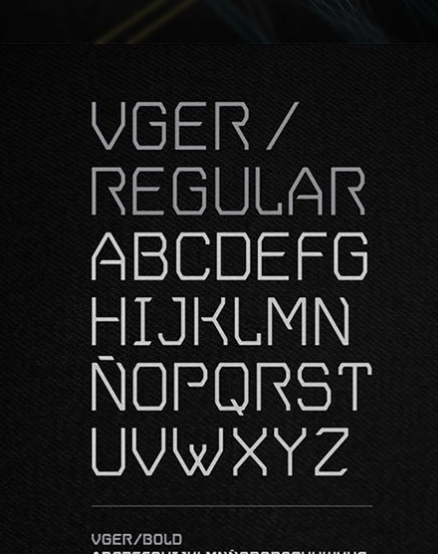 VGER /
REGULAR
ABCDEFG
HIJKLMN
ÑOPQRST
UVWXYZ
VGER/BOLD